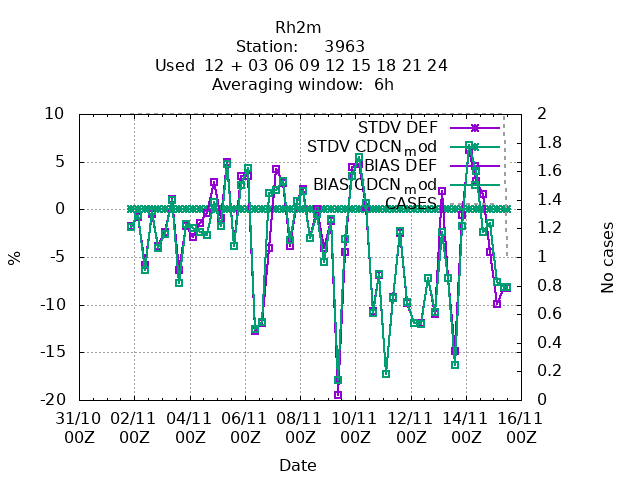 Rh2m
Station: 3963
Used 12 + 03 06 09 12 15 18 21 24
Averaging window: 6h
10 2
STDV DEF
1.8
STDV CDCNmod
5 1.6
BIAS DEF
BIAS CDCNmod
1.4
CASES
0
1.2
% -5 1 No cases
0.8
-10
0.6
-15 0.4
0.2
-20 0
31/10 02/11 04/11 06/11 08/11 10/11 12/11 14/11 16/11
00Z 00Z 00Z 00Z 00Z 00Z 00Z 00Z 00Z
Date